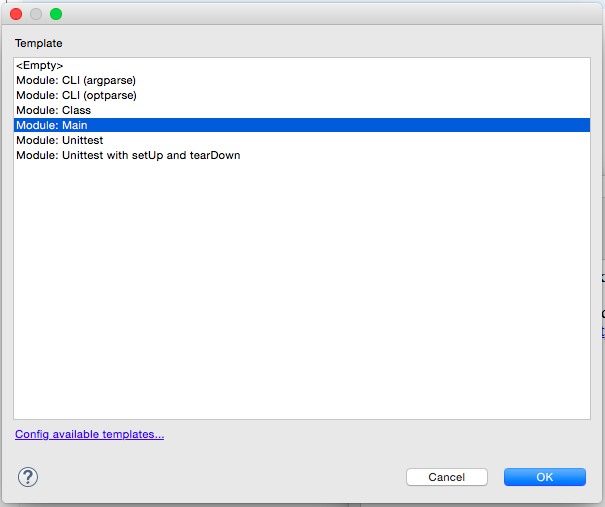 Template
<Empty>
Module: CLI (argparse)
Module: CLI (optparse)
Module: Class
Module: Main
Module: Unittest
Module: Unittest with setUp and tearDown
Config available templates...
?
Cancel
OK